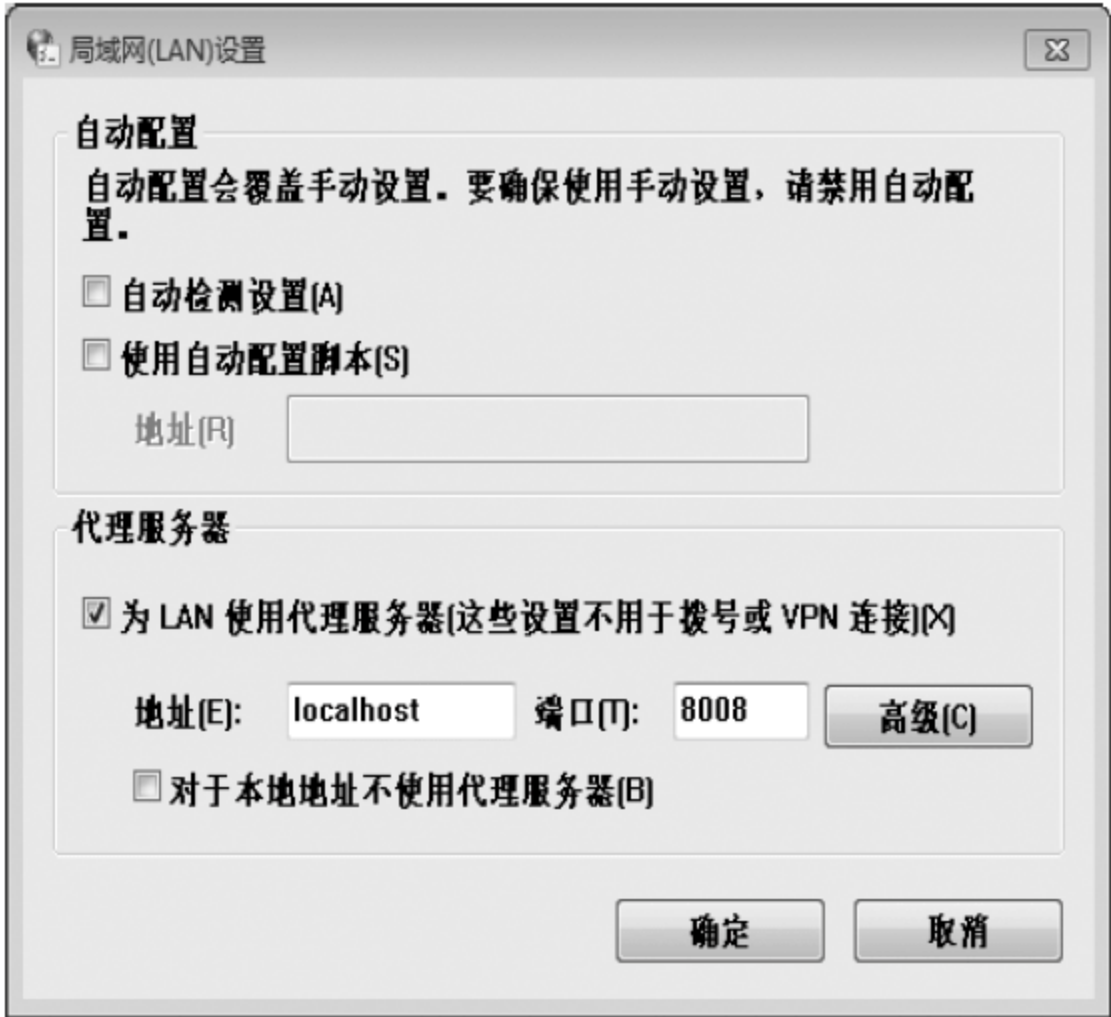 局域网(LAN)设置
自动配置
自动配置会覆盖手动设置。要确保使用手动设置，请禁用自动配
置。
自动检测设置(A)
使用自动配置脚本(S)
地址(R)
代理服务器
为 LAN 使用代理服务器(这些设置不用于拨号或 VPN 连接)(X)
地址(E): localhost 端口(T): 8008 高级(C)
对于本地地址不使用代理服务器(B)
确定 取消